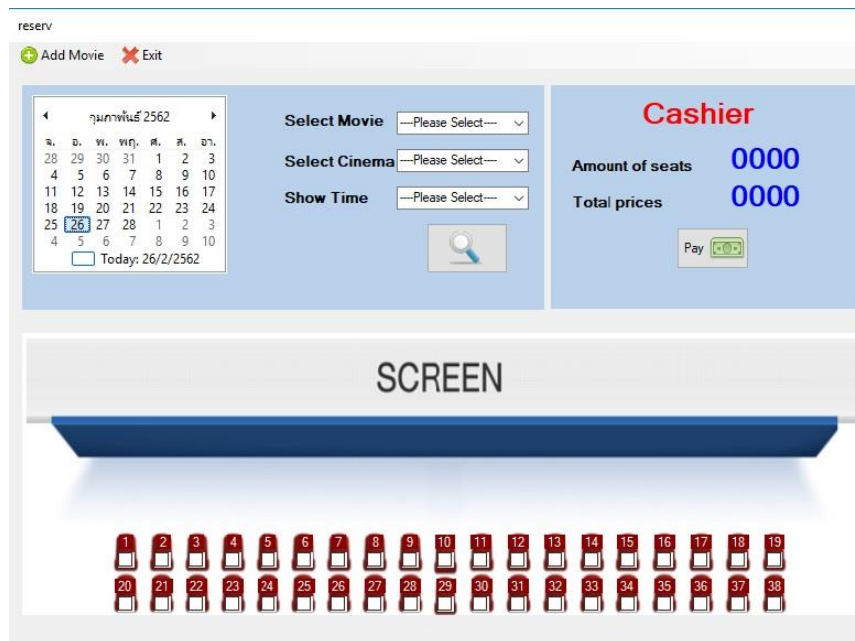 reserv
Add Movie Exit
กุมภาพันธ์ 2562
จ. อ. พ. พฤ. ศ. ส. อา.
28 29 30 31 1 2 3
4 5 6 7 8 9 10
11 12 13 14 15 16 17
18 19 20 21 22 23 24
25 26 27 28 1 2 3
4 5 6 7 8 9 10
Today: 26/2/2562
Select Movie ----Please Select----
Select Cinema ----Please Select----
Show Time ----Please Select----
Cashier
Amount of seats 0000
Total prices 0000
Pay
SCREEN
1 2 3 4 5 6 7 8 9 10 11 12 13 14 15 16 17 18 19
20 21 22 23 24 25 26 27 28 29 30 31 32 33 34 35 36 37 38